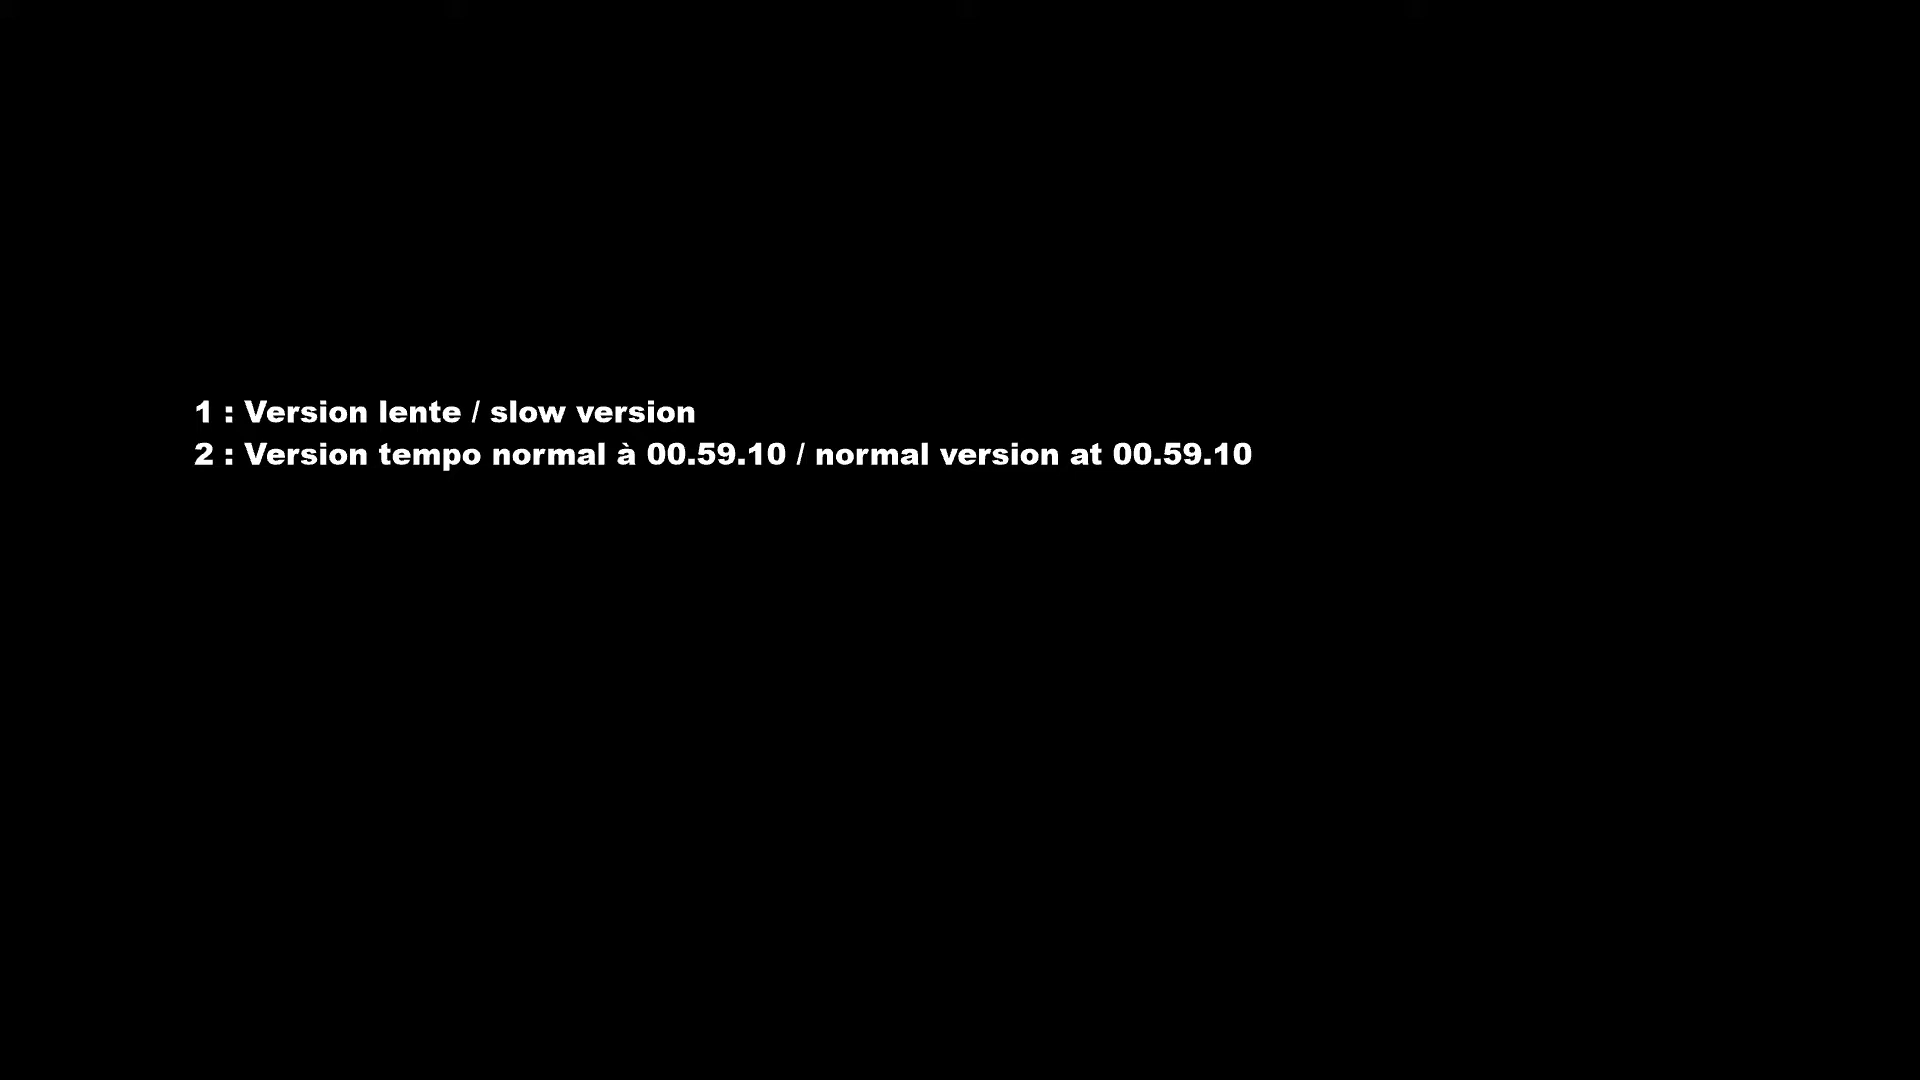 1 : Version lente / slow version
2 : Version tempo normal à 00.59.10 / normal version at 00.59.10